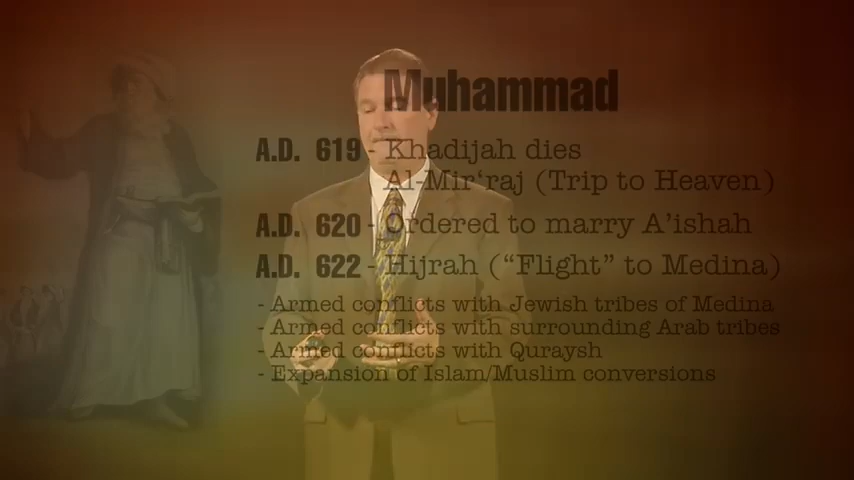 Muhammad
A.D. 619 - Khadijah dies
Al-Mir‘raj (Trip to Heaven)
A.D. 620 - Ordered to marry A’ishah
A.D. 622 - Hijrah (“Flight” to Medina)
- Armed conflicts with Jewish tribes of Medina
- Armed conflicts with surrounding Arab tribes
- Armed conflicts with Quraysh
- Expansion of Islam/Muslim conversions